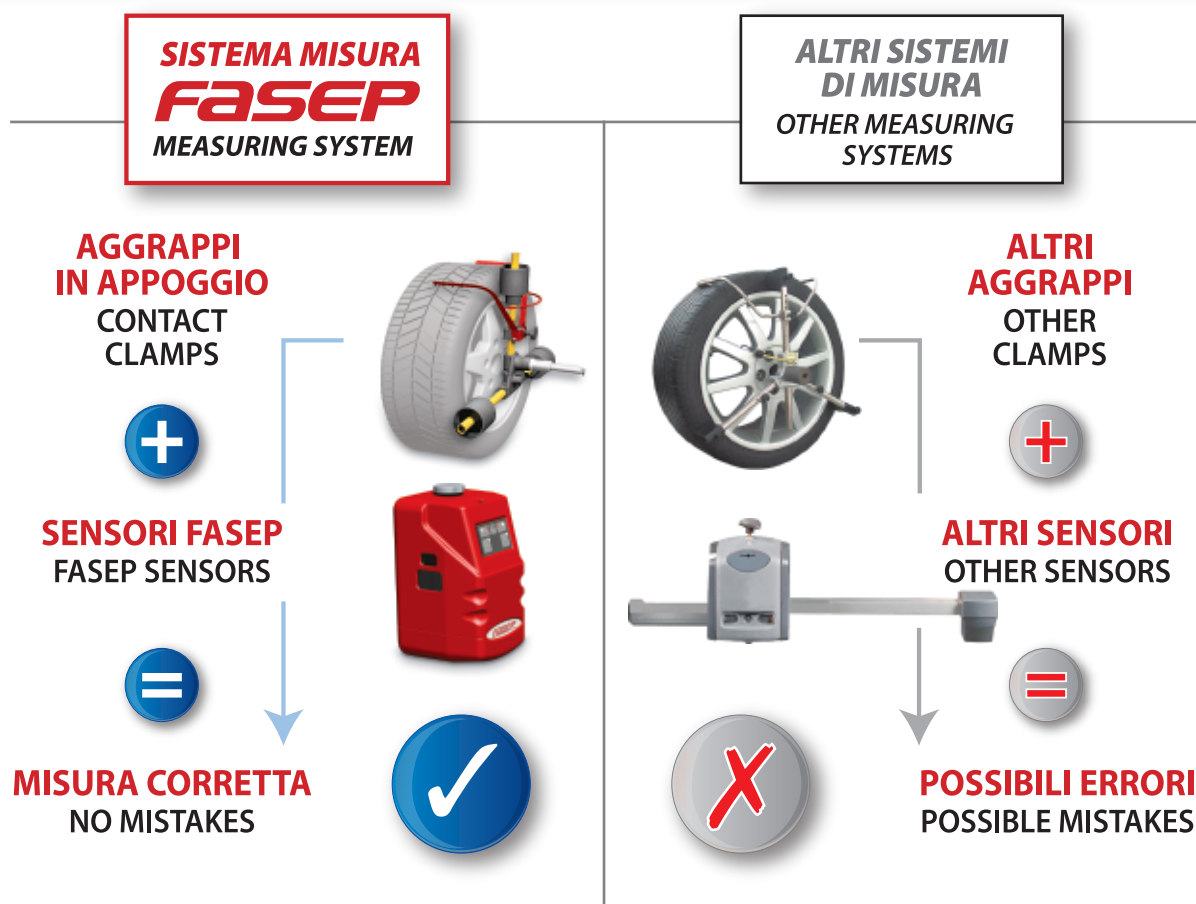 SISTEMA MISURA
FASEP
MEASURING SYSTEM
ALTRI SISTEMI
DI MISURA
OTHER MEASURING
SYSTEMS
AGGRAPPI
IN APPOGGIO
CONTACT
CLAMPS
+
SENSORI FASEP
FASEP SENSORS
=
MISURA CORRETTA
NO MISTAKES
ALTRI
AGGRAPPI
OTHER
CLAMPS
+
ALTRI SENSORI
OTHER SENSORS
=
POSSIBILI ERRORI
POSSIBLE MISTAKES